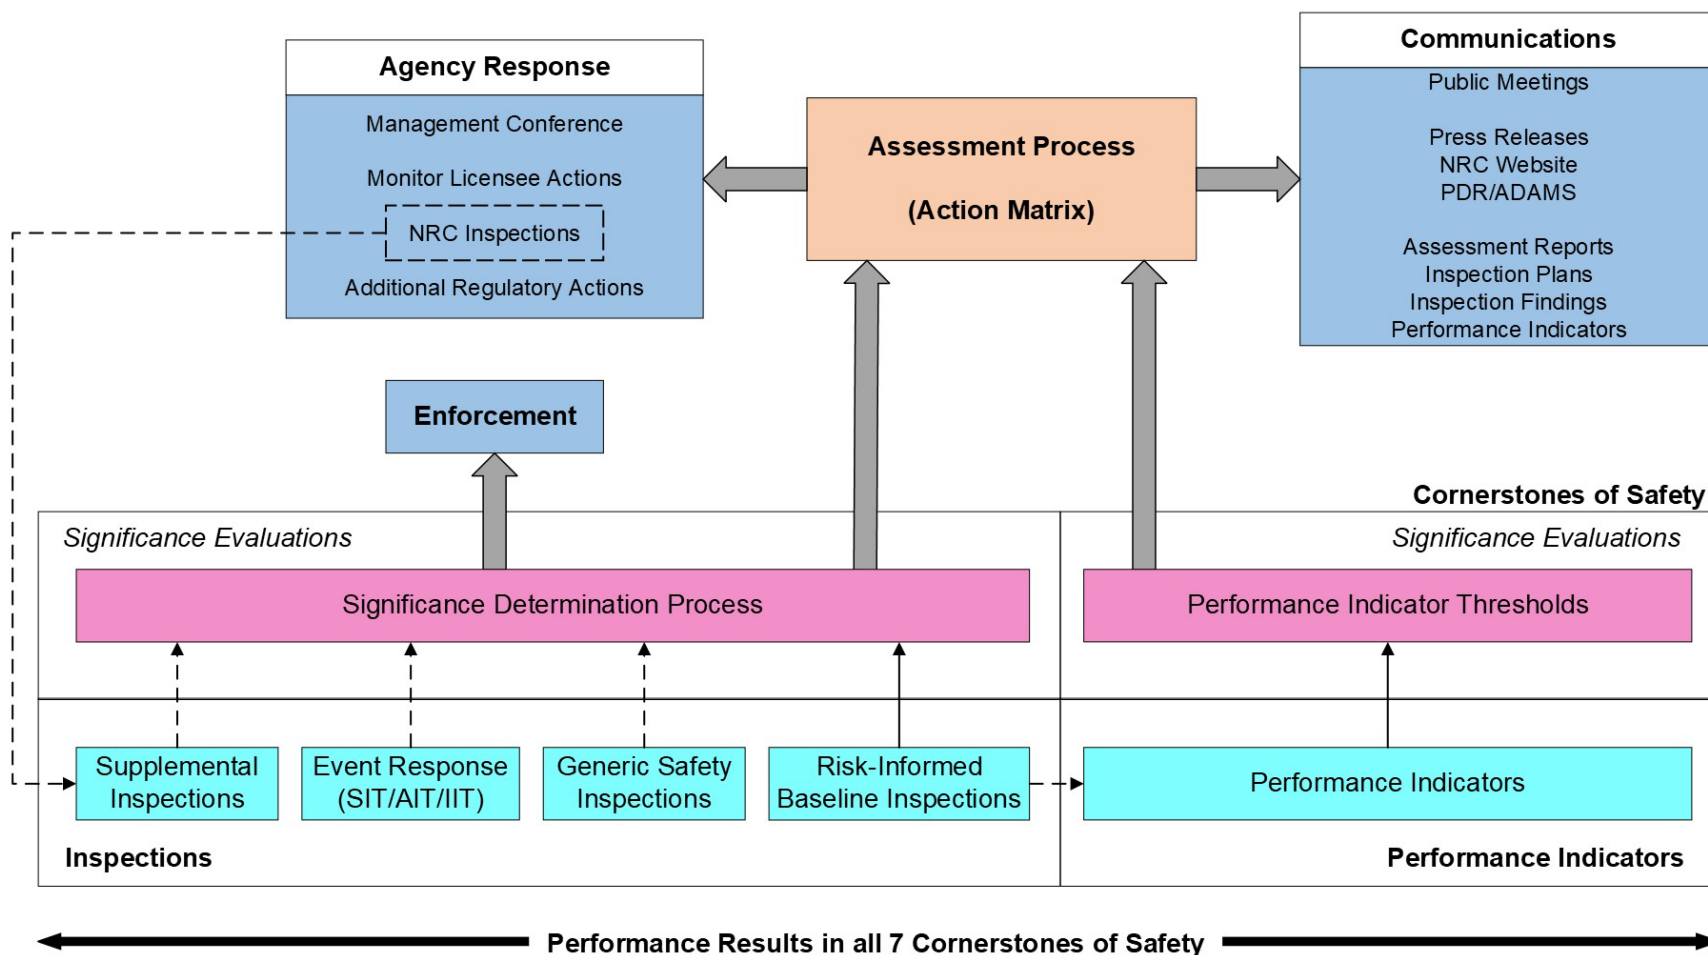 Agency Response
Management Conference
Monitor Licensee Actions
NRC Inspections
Additional Regulatory Actions
Assessment Process
(Action Matrix)
Communications
Public Meetings
Press Releases
NRC Website
PDR/ADAMS
Assessment Reports
Inspection Plans
Inspection Findings
Performance Indicators
Enforcement
Cornerstones of Safety
Significance Evaluations
Significance Evaluations
Significance Determination Process
Performance Indicator Thresholds
Supplemental
Inspections
Event Response
(SIT/AIT/IIT)
Generic Safety
Inspections
Risk-Informed
Baseline Inspections
Performance Indicators
Inspections
Performance Indicators
Performance Results in all 7 Cornerstones of Safety